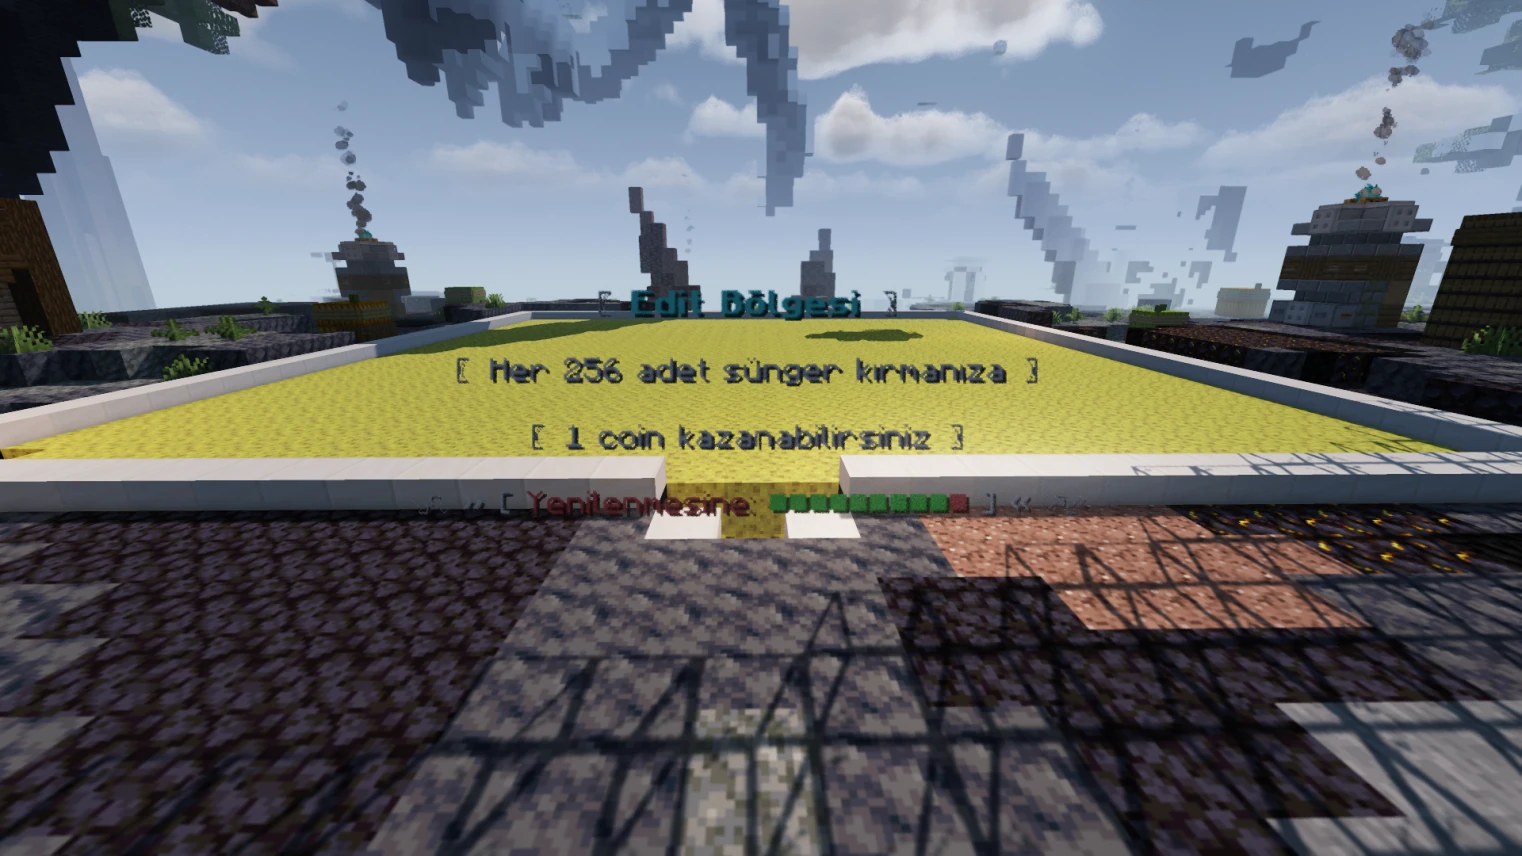 [ Edit Bölgesi ]
[ Her 256 adet sünger kırmanıza ]
[ 1 coin kazanabilirsiniz ]
[ Yenilenmesine ] «